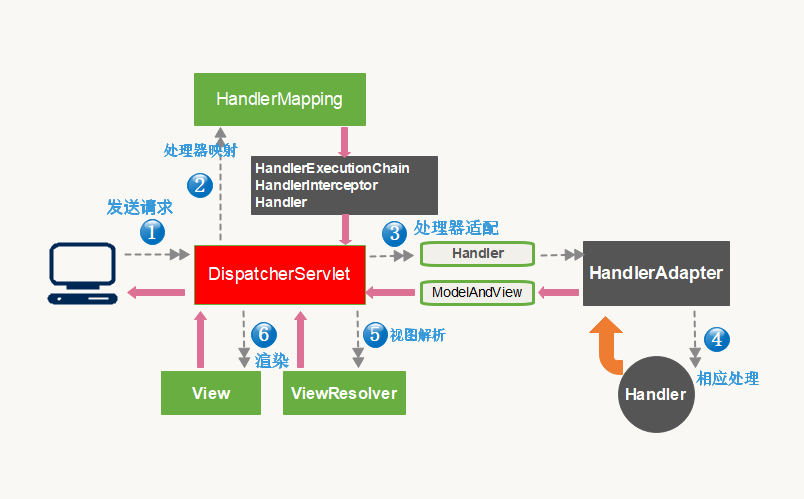 HandlerMapping
处理器映射
2
HandlerExecutionChain
HandlerInterceptor
Handler
发送请求
1
3
处理器适配
DispatcherServlet
Handler
HandlerAdapter
ModelAndView
6
渲染
5
视图解析
4
相应处理
View
ViewResolver
Handler